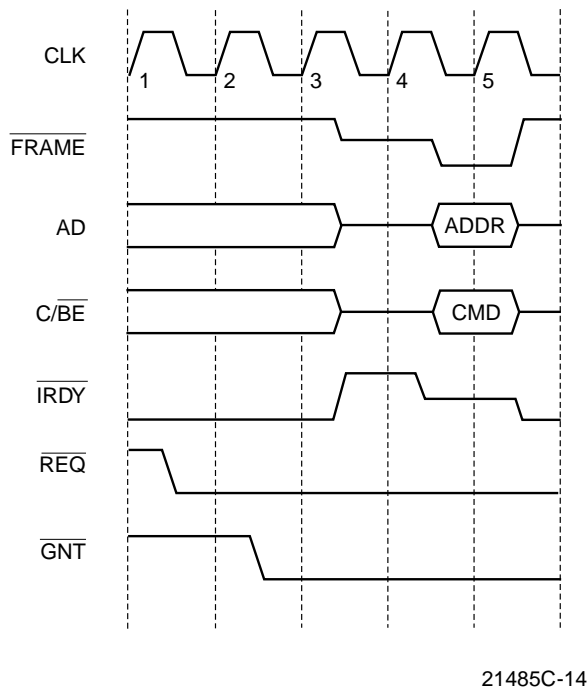 CLK
1 2 3 4 5
FRAME
AD ADDR
C/BE CMD
IRDY
REQ
GNT
21485C-14